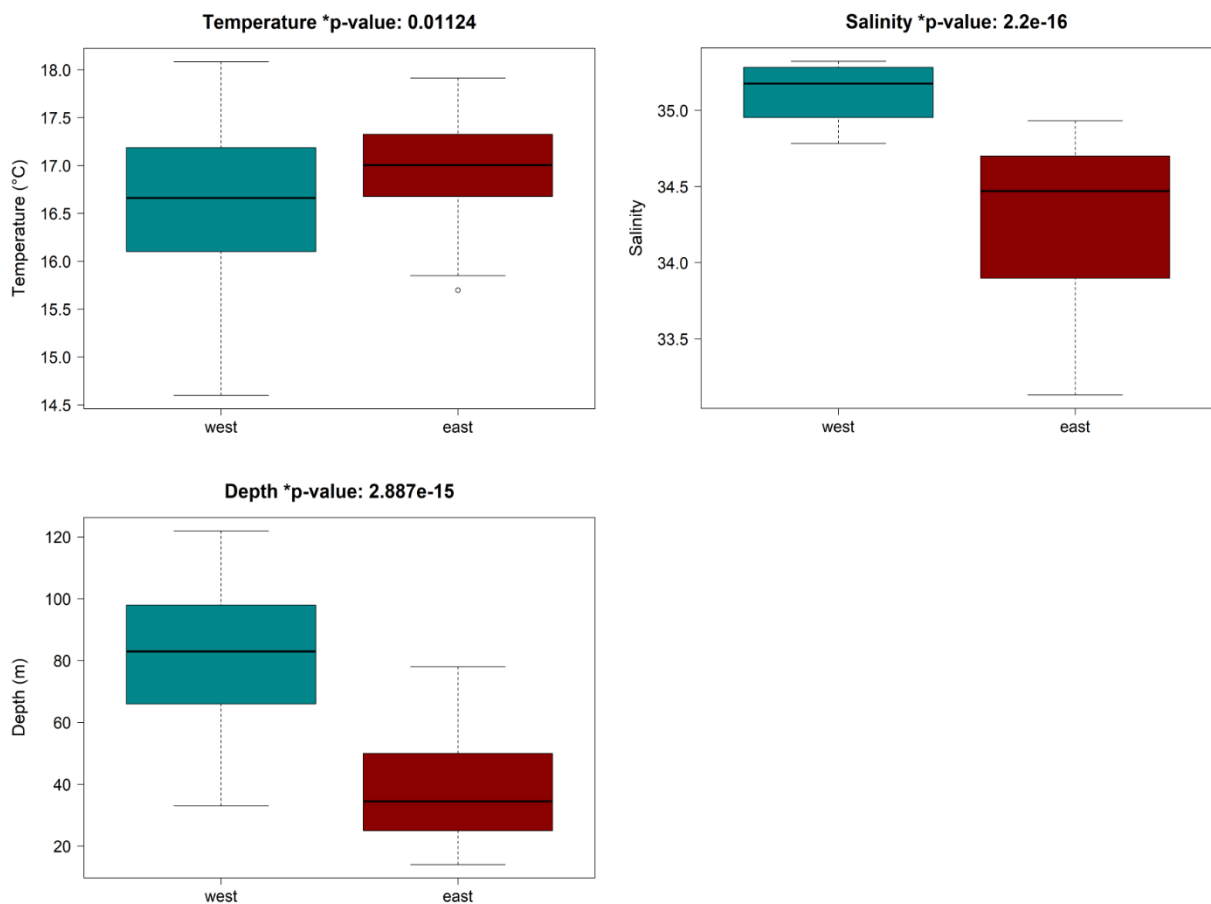 Temperature *p-value: 0.01124
Temperature (°C)
18.0
17.5
17.0
16.5
16.0
15.5
15.0
14.5
west east
Salinity *p-value: 2.2e-16
Salinity
35.0
34.5
34.0
33.5
west east
Depth *p-value: 2.887e-15
Depth (m)
120
100
80
60
40
20
west east